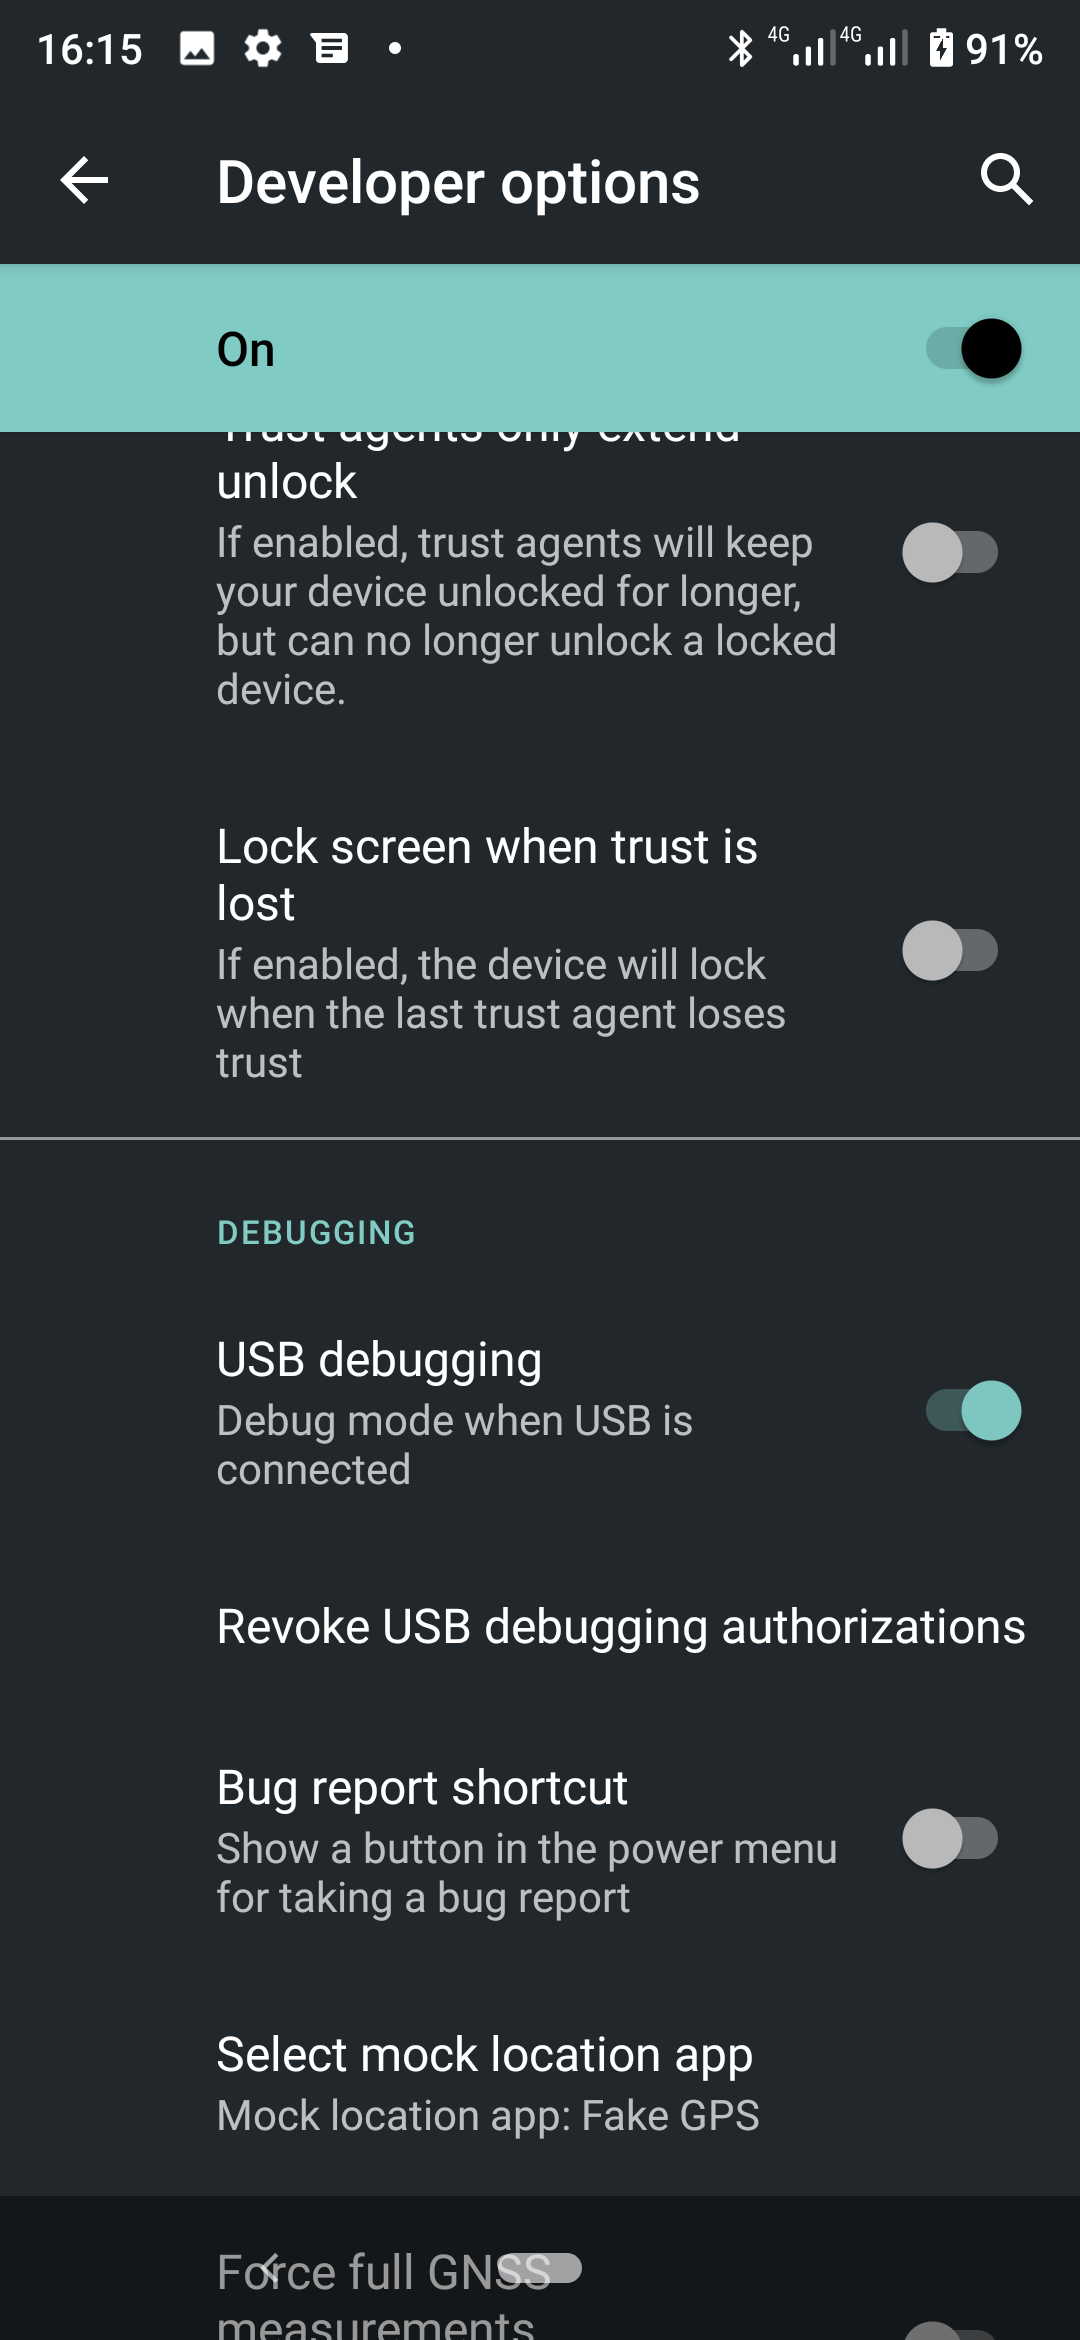 16:15
4G 4G 91%
Developer options
On
Trust agents only extend
unlock
If enabled, trust agents will keep
your device unlocked for longer,
but can no longer unlock a locked
device.
Lock screen when trust is
lost
If enabled, the device will lock
when the last trust agent loses
trust
DEBUGGING
USB debugging
Debug mode when USB is
connected
Revoke USB debugging authorizations
Bug report shortcut
Show a button in the power menu
for taking a bug report
Select mock location app
Mock location app: Fake GPS
Force full GNSS
measurements